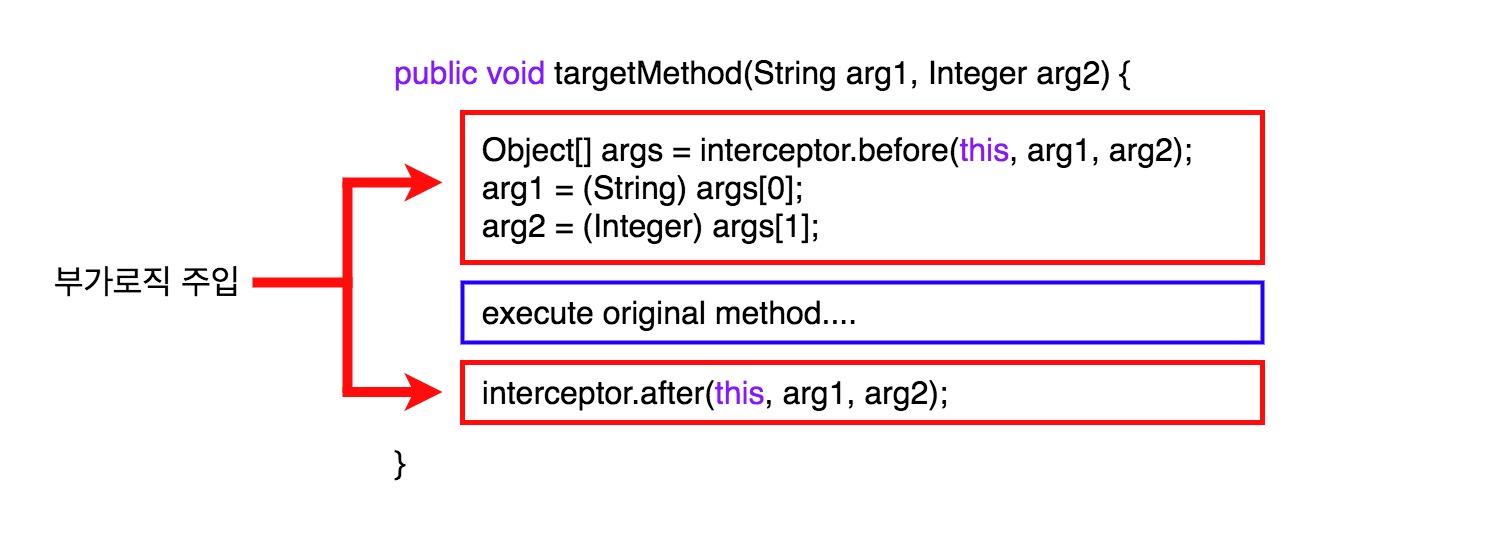 public void targetMethod(String arg1, Integer arg2) {
Object[] args = interceptor.before(this, arg1, arg2);
arg1 = (String) args[0];
arg2 = (Integer) args[1];
부가로직 주입
execute original method....
interceptor.after(this, arg1, arg2);
}